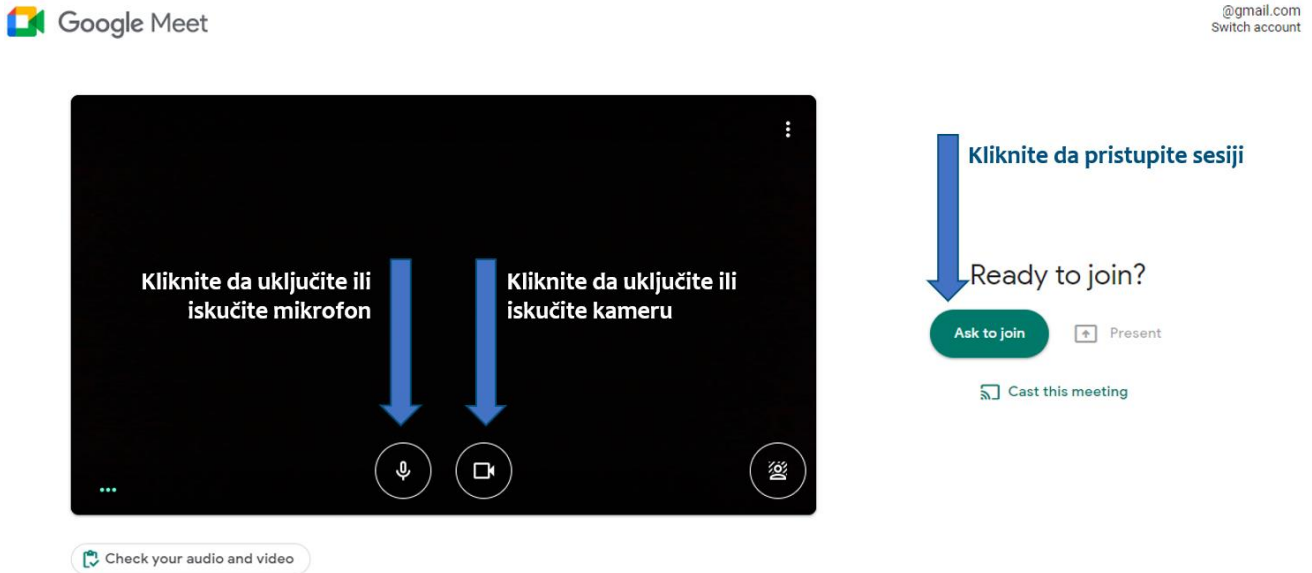 Google Meet
@gmail.com
Switch account
Kliknite da pristupite sesiji
Kliknite da uključite ili
iskučite mikrofon
Kliknite da uključite ili
iskučite kameru
Ready to join?
Ask to join
Present
Cast this meeting
Check your audio and video